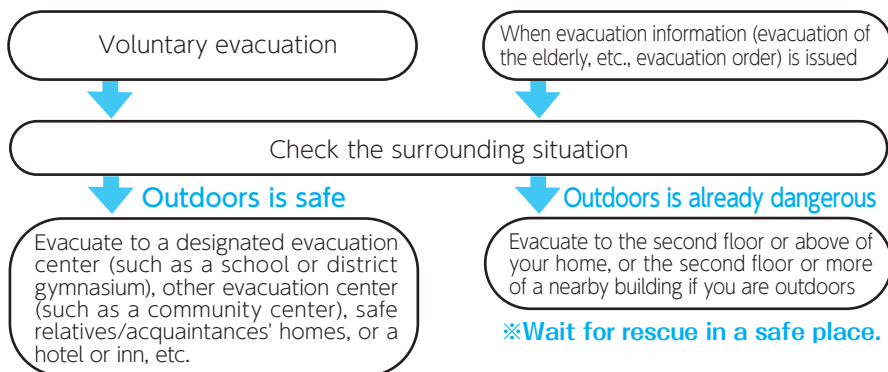 Voluntary evacuation
When evacuation information (evacuation of
the elderly, etc., evacuation order) is issued
Check the surrounding situation
Outdoors is safe
Outdoors is already dangerous
Evacuate to a designated evacuation
center (such as a school or district
gymnasium), other evacuation center
(such as a community center), safe
relatives/acquaintances' homes, or a
hotel or inn, etc.
Evacuate to the second floor or above of
your home, or the second floor or more
of a nearby building if you are outdoors
※Wait for rescue in a safe place.